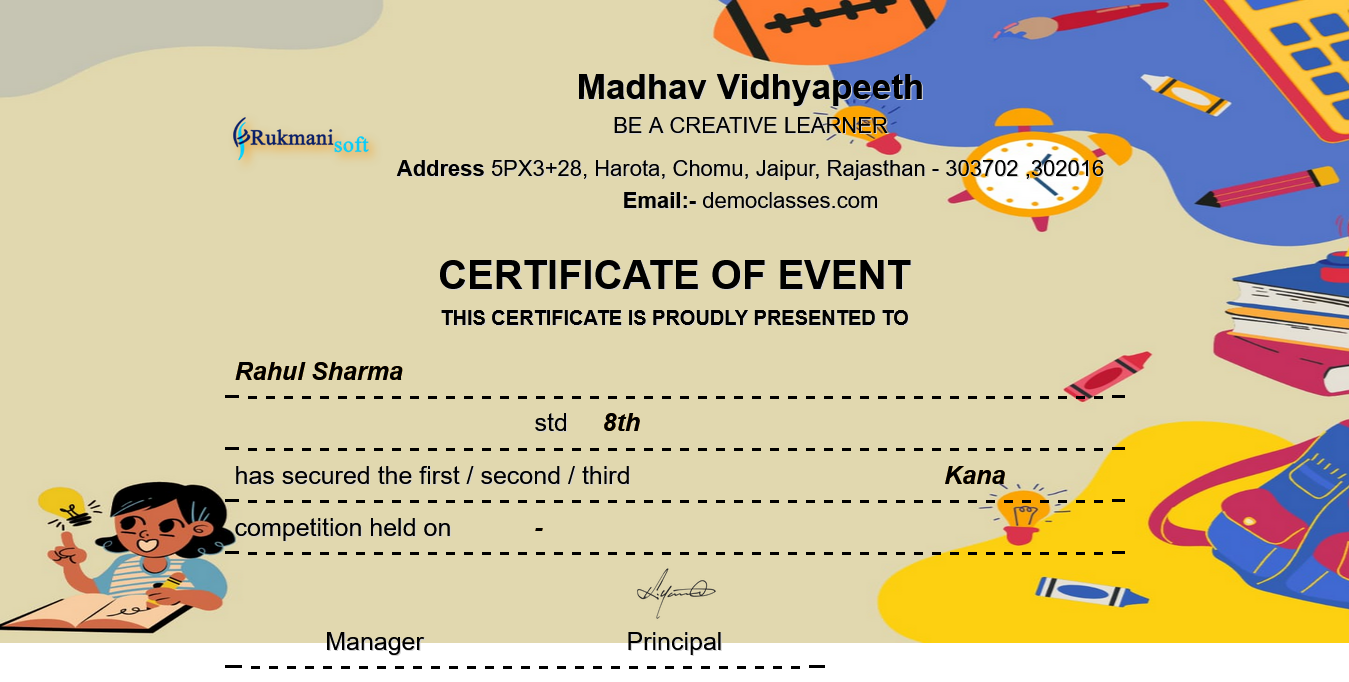 Madhav Vidhyapeeth
BE A CREATIVE LEARNER
Rukmani soft
Address 5PX3+28, Harota, Chomu, Jaipur, Rajasthan - 303702 ,302016
Email:- democlasses.com
CERTIFICATE OF EVENT
THIS CERTIFICATE IS PROUDLY PRESENTED TO
Rahul Sharma
std 8th
has secured the first / second / third Kana
competition held on -
Manager Principal